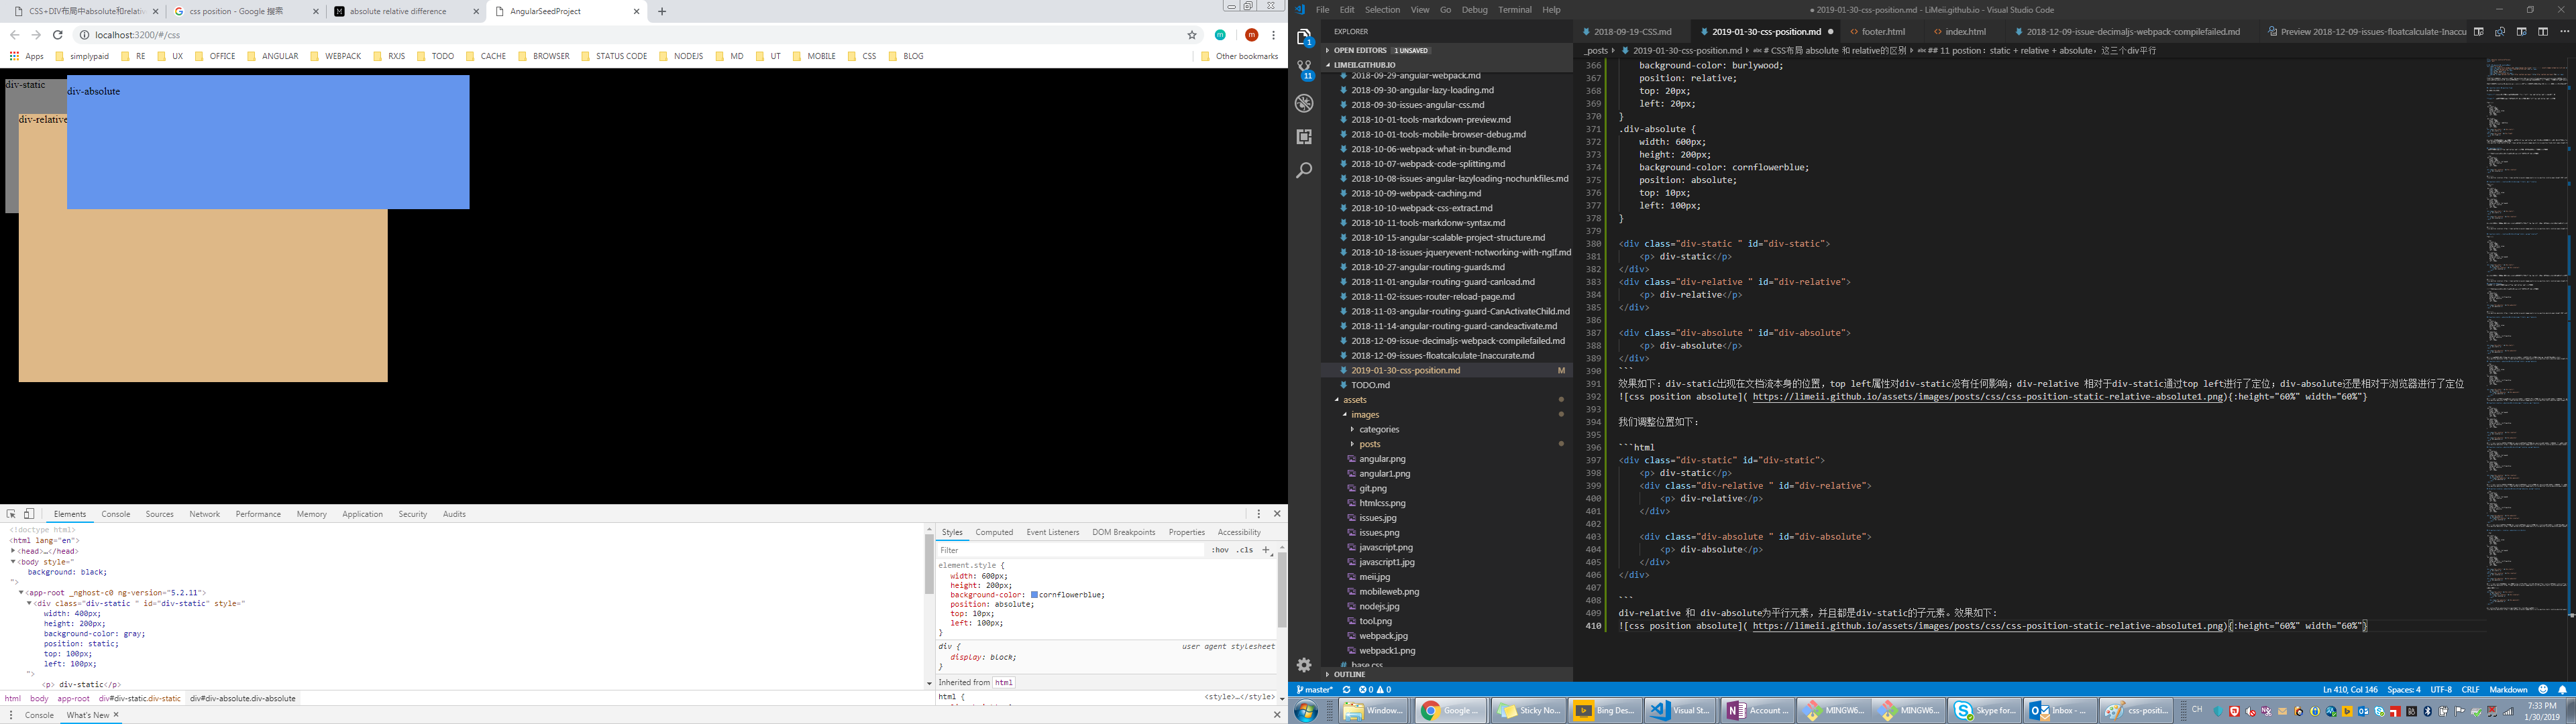 CSS+DIV布局中absolute和relativ
css position - Google 搜索
absolute relative difference
AngularSeedProject
localhost:3200/#/css
Apps simplypaid RE UX OFFICE ANGULAR WEBPACK RXJS TODO CACHE BROWSER STATUS CODE NODEJS MD UT MOBILE CSS BLOG Other bookmarks
div-static
div-absolute
div-relative
Elements Console Sources Network Performance Memory Application Security Audits
<!doctype html>
<html lang="en">
<head>…</head>
<body style="
background: black;
">
<app-root _nghost-c0 ng-version="5.2.11">
<div class="div-static " id="div-static" style="
width: 400px;
height: 200px;
background-color: gray;
position: static;
top: 100px;
left: 100px;
">
<p> div-static</p>
html body app-root div#div-static.div-static div#div-absolute.div-absolute
Console What's New
Styles Computed Event Listeners DOM Breakpoints Properties Accessibility
Filter :hov .cls
element.style {
width: 600px;
height: 200px;
background-color: cornflowerblue;
position: absolute;
top: 10px;
left: 100px;
}
div { user agent stylesheet
display: block;
}
Inherited from html
html { <style>…</style>
File Edit Selection View Go Debug Terminal Help
● 2019-01-30-css-position.md - LiMeii.github.io - Visual Studio Code
EXPLORER
OPEN EDITORS 1 UNSAVED
LIMEII.GITHUB.IO
2018-09-29-angular-webpack.md
2018-09-30-angular-lazy-loading.md
2018-09-30-issues-angular-css.md
2018-10-01-tools-markdown-preview.md
2018-10-01-tools-mobile-browser-debug.md
2018-10-06-webpack-what-in-bundle.md
2018-10-07-webpack-code-splitting.md
2018-10-08-issues-angular-lazyloading-nochunkfiles.md
2018-10-09-webpack-caching.md
2018-10-10-webpack-css-extract.md
2018-10-11-tools-markdonw-syntax.md
2018-10-15-angular-scalable-project-structure.md
2018-10-18-issues-jqueryevent-notworking-with-ngIf.md
2018-10-27-angular-routing-guards.md
2018-11-01-angular-routing-guard-canload.md
2018-11-02-issues-router-reload-page.md
2018-11-03-angular-routing-guard-CanActivateChild.md
2018-11-14-angular-routing-guard-candeactivate.md
2018-12-09-issue-decimaljs-webpack-compilefailed.md
2018-12-09-issues-floatcalculate-Inaccurate.md
2019-01-30-css-position.md M
TODO.md
assets
images
categories
posts
angular.png
angular1.png
git.png
htmlcss.png
issues.jpg
issues.png
javascript.png
javascript1.jpg
meii.jpg
mobileweb.png
nodejs.jpg
tool.png
webpack.jpg
webpack1.png
base.css
OUTLINE
2018-09-19-CSS.md 2019-01-30-css-position.md footer.html index.html 2018-12-09-issue-decimaljs-webpack-compilefailed.md Preview 2018-12-09-issues-floatcalculate-Inaccu
_posts 2019-01-30-css-position.md # CSS布局 absolute 和 relative的区别 ## 11 postion: static + relative + absolute，这三个div平行
366 background-color: burlywood;
367 position: relative;
368 top: 20px;
369 left: 20px;
370 }
371 .div-absolute {
372 width: 600px;
373 height: 200px;
374 background-color: cornflowerblue;
375 position: absolute;
376 top: 10px;
377 left: 100px;
378 }
379
380 <div class="div-static " id="div-static">
381 <p> div-static</p>
382 </div>
383 <div class="div-relative " id="div-relative">
384 <p> div-relative</p>
385 </div>
386
387 <div class="div-absolute " id="div-absolute">
388 <p> div-absolute</p>
389 </div>
390 ```
391 效果如下：div-static出现在文档流本身的位置，top left属性对div-static没有任何影响；div-relative 相对于div-static通过top left进行了定位；div-absolute还是相对于浏览器进行了定位
392 ![css position absolute]( https://limeii.github.io/assets/images/posts/css/css-position-static-relative-absolute1.png){:height="60%" width="60%"}
393
394 我们调整位置如下：
395
396 ```html
397 <div class="div-static" id="div-static">
398 <p> div-static</p>
399 <div class="div-relative " id="div-relative">
400 <p> div-relative</p>
401 </div>
402
403 <div class="div-absolute " id="div-absolute">
404 <p> div-absolute</p>
405 </div>
406 </div>
407
408 ```
409 div-relative 和 div-absolute为平行元素，并且都是div-static的子元素。效果如下：
410 ![css position absolute]( https://limeii.github.io/assets/images/posts/css/css-position-static-relative-absolute1.png){:height="60%" width="60%"}
master* 0 0 Ln 410, Col 146 Spaces: 4 UTF-8 CRLF Markdown
Window... Google ... Sticky No... Bing Des... Visual St... Account ... MINGW6... MINGW6... Skype for... Inbox - ... css-positi... CH 7:33 PM
1/30/2019